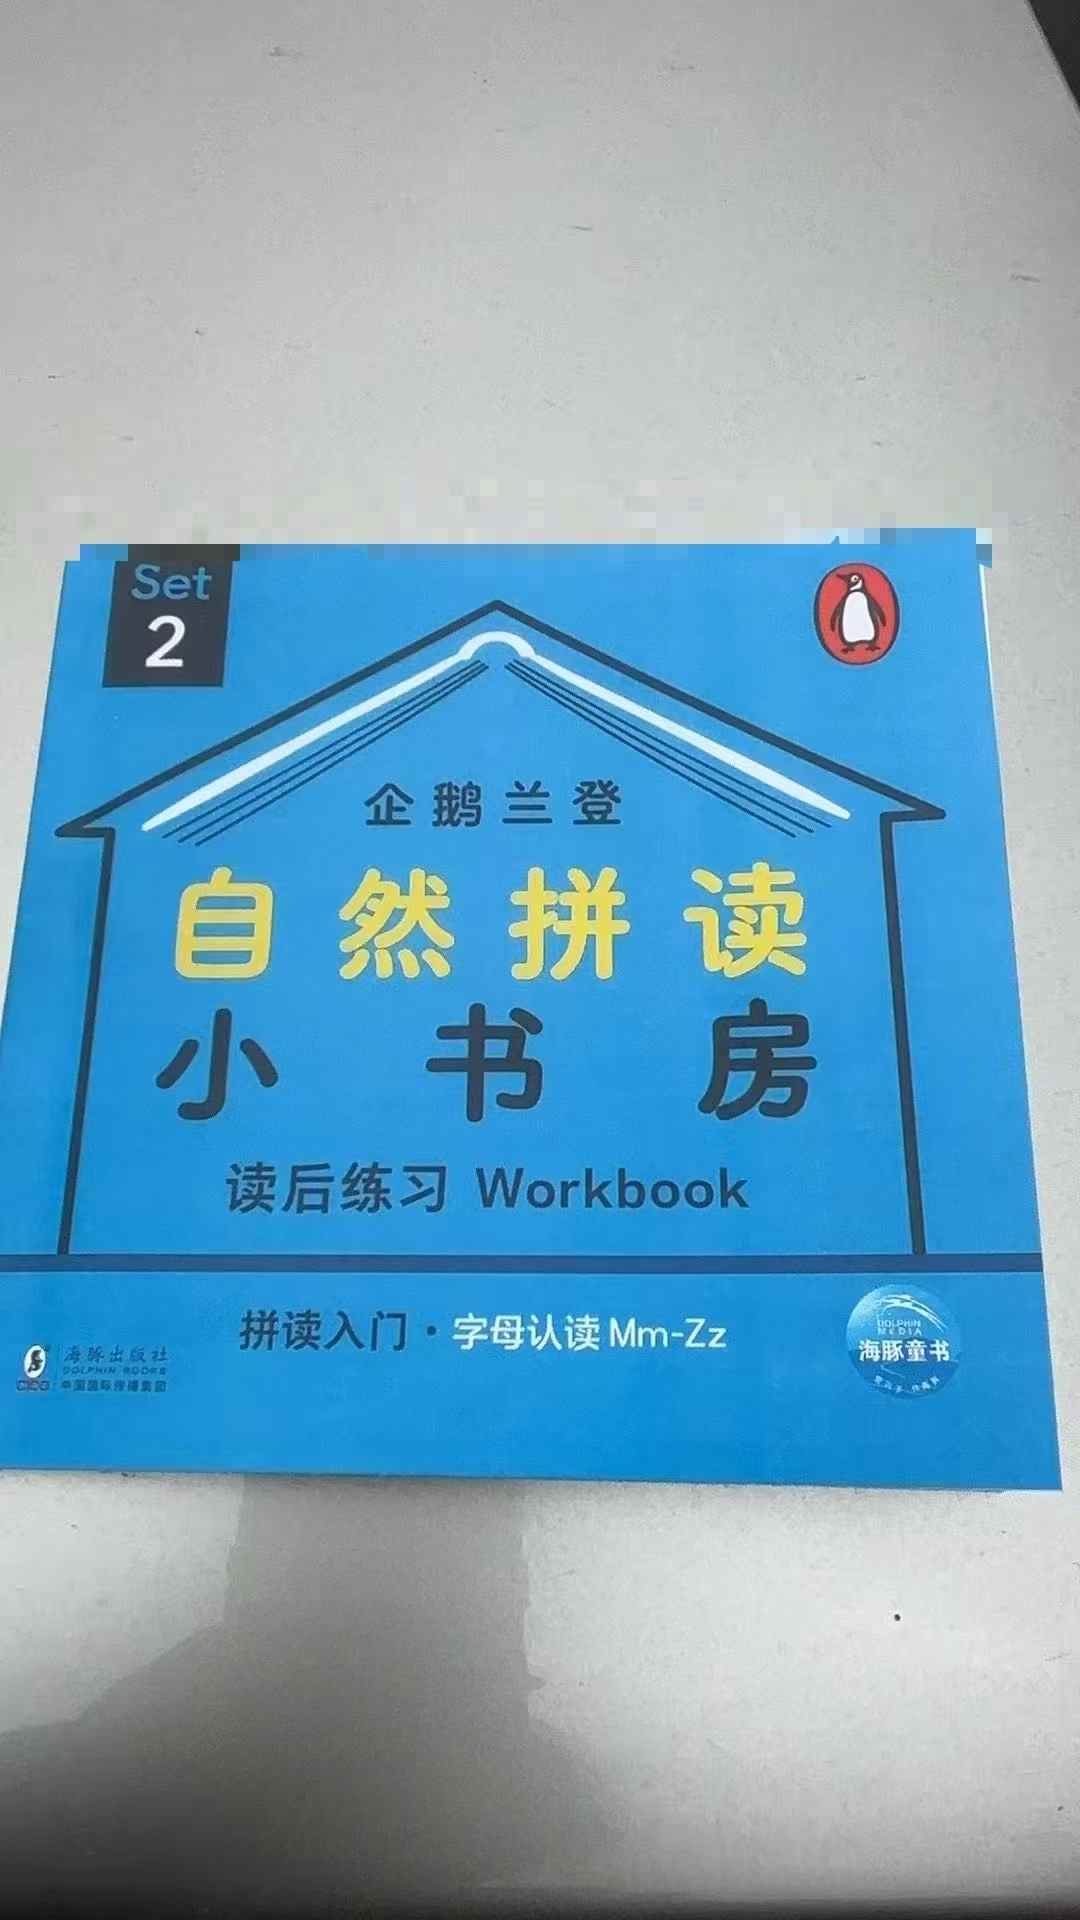 Set
2
企鹅兰登
自然拼读
小书房
读后练习 Workbook
拼读入门·字母认读 Mm-Zz
海豚出版社
DOLPHIN BOOKS
中国国际传播集团
DOLPHIN
MEDIA
海豚童书